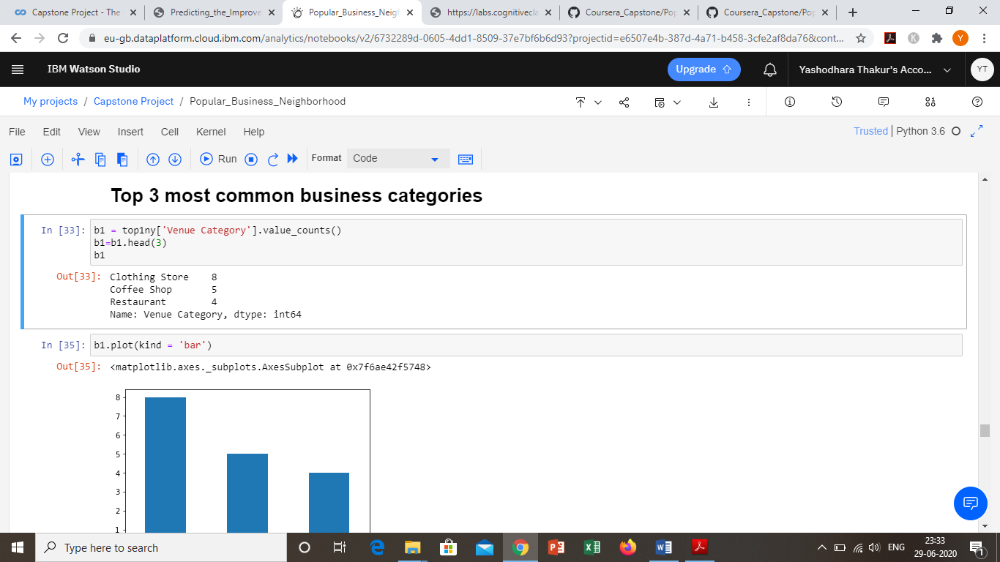 Capstone Project - The
Predicting_the_Improve
Popular_Business_Neigh
https://labs.cognitivecla
Coursera_Capstone/Pop
Coursera_Capstone/Pop
eu-gb.dataplatform.cloud.ibm.com/analytics/notebooks/v2/6732289d-0605-4dd1-8509-37e7bf6b6d93?projectid=e6507e4b-387d-4a71-b458-3cfe2af8da76&cont...
K
Y
IBM Watson Studio
Upgrade
Yashodhara Thakur's Acco...
YT
My projects / Capstone Project / Popular_Business_Neighborhood
File Edit View Insert Cell Kernel Help
Trusted | Python 3.6
Run
Format
Code
Top 3 most common business categories
In [33]: b1 = top1ny['Venue Category'].value_counts()
b1=b1.head(3)
b1
Out[33]: Clothing Store 8
Coffee Shop 5
Restaurant 4
Name: Venue Category, dtype: int64
In [35]: b1.plot(kind = 'bar')
Out[35]: <matplotlib.axes._subplots.AxesSubplot at 0x7f6ae42f5748>
8
7
6
5
4
3
2
1
Type here to search
ENG
23:33
29-06-2020
1